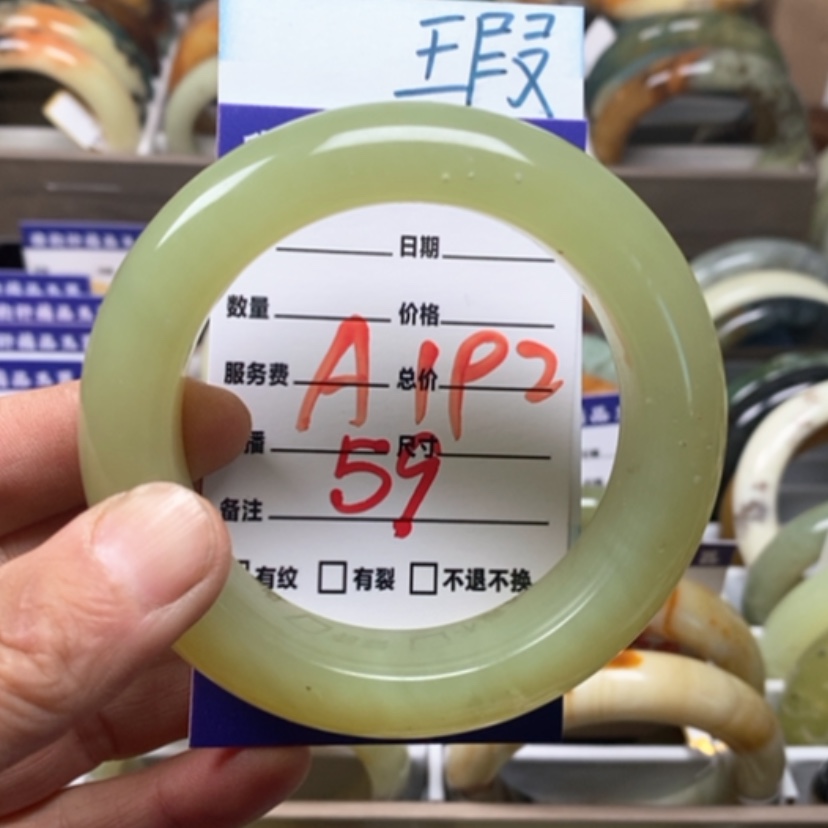 瑕
日期
数量 价格
A1P2
服务费 总价
播 尺寸
59
备注
有纹 有裂 不退不换